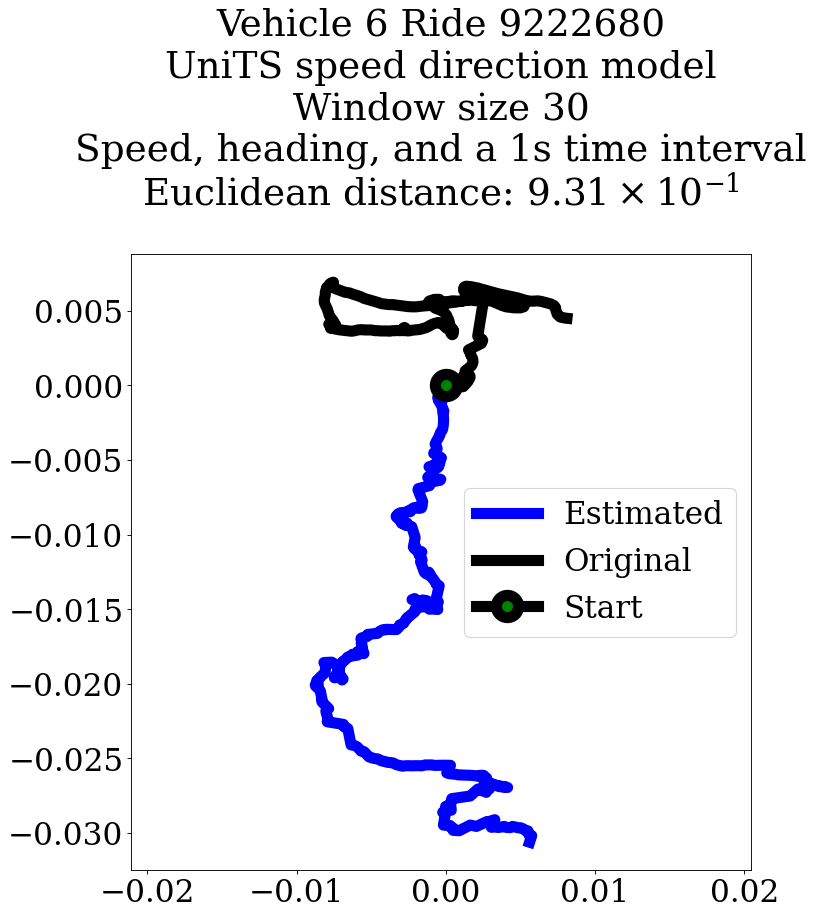 Vehicle 6 Ride 9222680
UniTS speed direction model
Window size 30
Speed, heading, and a 1s time interval
Euclidean distance: 9.31 × 10⁻¹
0.005
0.000
−0.005
−0.010
−0.015
−0.020
−0.025
−0.030
Estimated
Original
Start
−0.02
−0.01
0.00
0.01
0.02